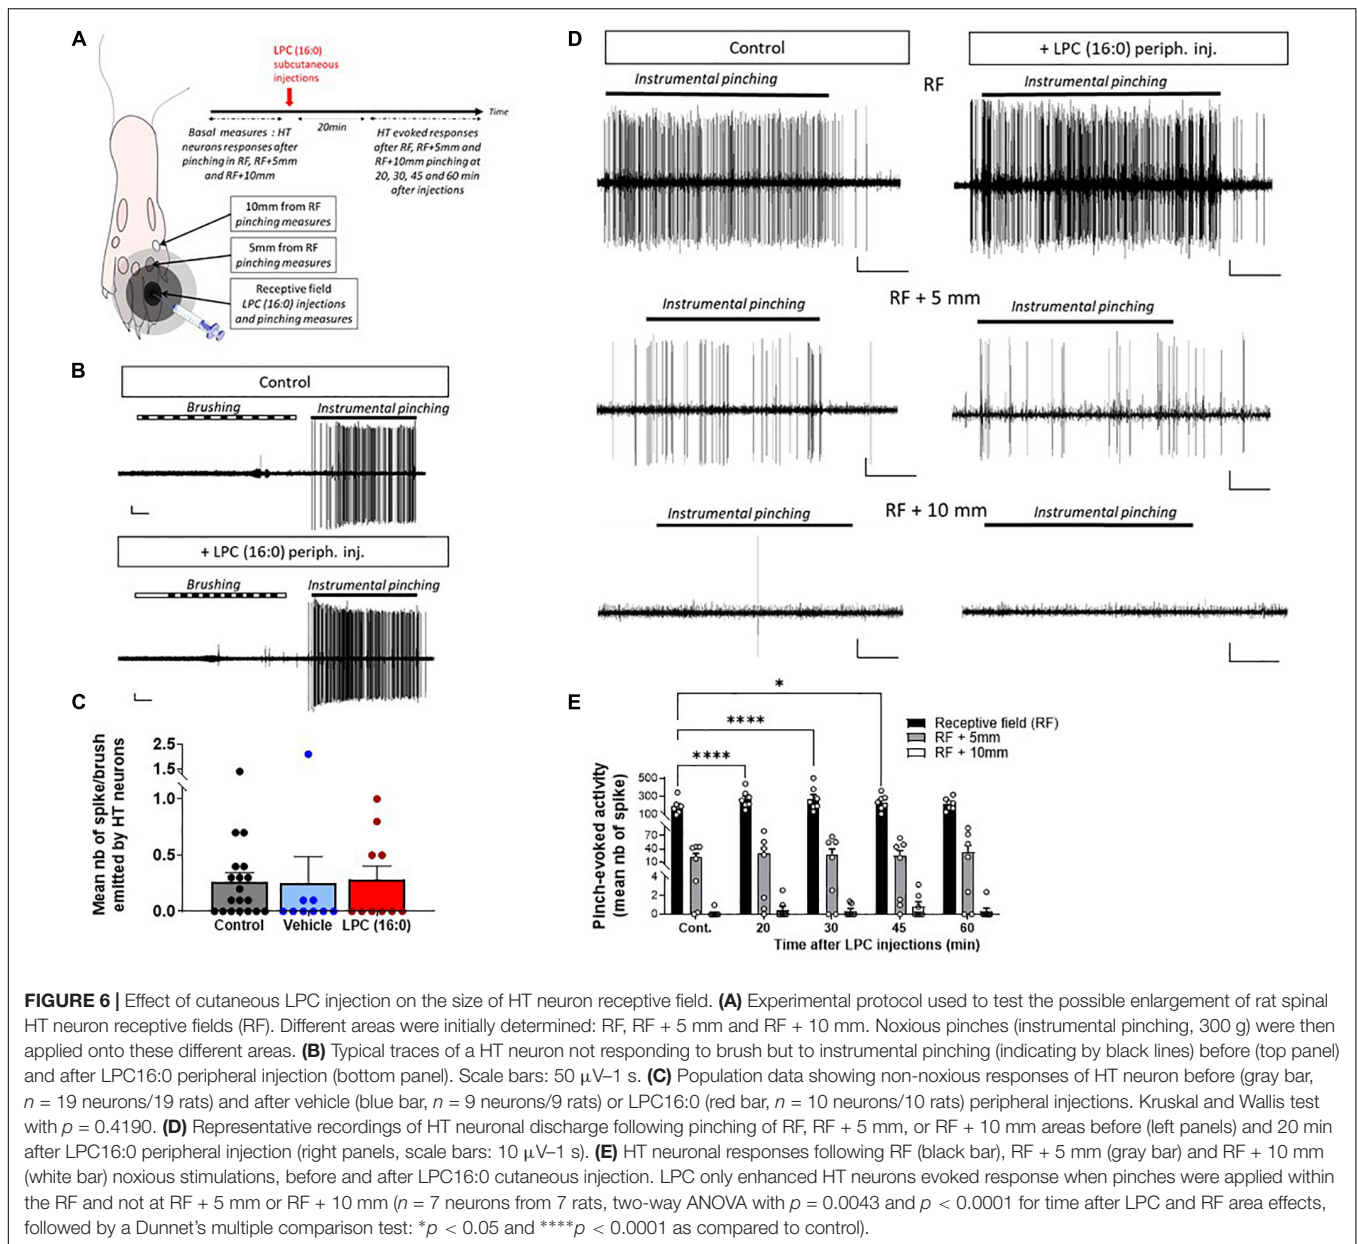 A
LPC (16:0)
subcutaneous
injections
Time
20min
Basal measures : HT
neurons responses after
pinching in RF, RF+5mm
and RF+10mm
HT evoked responses
after RF, RF+5mm and
RF+10mm pinching at
20, 30, 45 and 60 min
after injections
10mm from RF
pinching measures
5mm from RF
pinching measures
Receptive field
LPC (16:0) injections
and pinching measures
B
Control
Brushing
Instrumental pinching
+ LPC (16:0) periph. inj.
Brushing
Instrumental pinching
C
Mean nb of spike/brush
emitted by HT neurons
2.5
1.5
1.0
0.5
0.0
Control
Vehicle
LPC (16:0)
D
Control
+ LPC (16:0) periph. inj.
Instrumental pinching
RF
Instrumental pinching
Instrumental pinching
RF + 5 mm
Instrumental pinching
Instrumental pinching
RF + 10 mm
Instrumental pinching
E
*
****
****
Receptive field (RF)
RF + 5mm
RF + 10mm
Pinch-evoked activity
(mean nb of spike)
500
300
100
70
40
10
4
2
0
Cont.
20
30
45
60
Time after LPC injections (min)
FIGURE 6 | Effect of cutaneous LPC injection on the size of HT neuron receptive field. (A) Experimental protocol used to test the possible enlargement of rat spinal
HT neuron receptive fields (RF). Different areas were initially determined: RF, RF + 5 mm and RF + 10 mm. Noxious pinches (instrumental pinching, 300 g) were then
applied onto these different areas. (B) Typical traces of a HT neuron not responding to brush but to instrumental pinching (indicating by black lines) before (top panel)
and after LPC16:0 peripheral injection (bottom panel). Scale bars: 50 μV–1 s. (C) Population data showing non-noxious responses of HT neuron before (gray bar,
n = 19 neurons/19 rats) and after vehicle (blue bar, n = 9 neurons/9 rats) or LPC16:0 (red bar, n = 10 neurons/10 rats) peripheral injections. Kruskal and Wallis test
with p = 0.4190. (D) Representative recordings of HT neuronal discharge following pinching of RF, RF + 5 mm, or RF + 10 mm areas before (left panels) and 20 min
after LPC16:0 peripheral injection (right panels, scale bars: 10 μV–1 s). (E) HT neuronal responses following RF (black bar), RF + 5 mm (gray bar) and RF + 10 mm
(white bar) noxious stimulations, before and after LPC16:0 cutaneous injection. LPC only enhanced HT neurons evoked response when pinches were applied within
the RF and not at RF + 5 mm or RF + 10 mm (n = 7 neurons from 7 rats, two-way ANOVA with p = 0.0043 and p < 0.0001 for time after LPC and RF area effects,
followed by a Dunnet's multiple comparison test: *p < 0.05 and ****p < 0.0001 as compared to control).